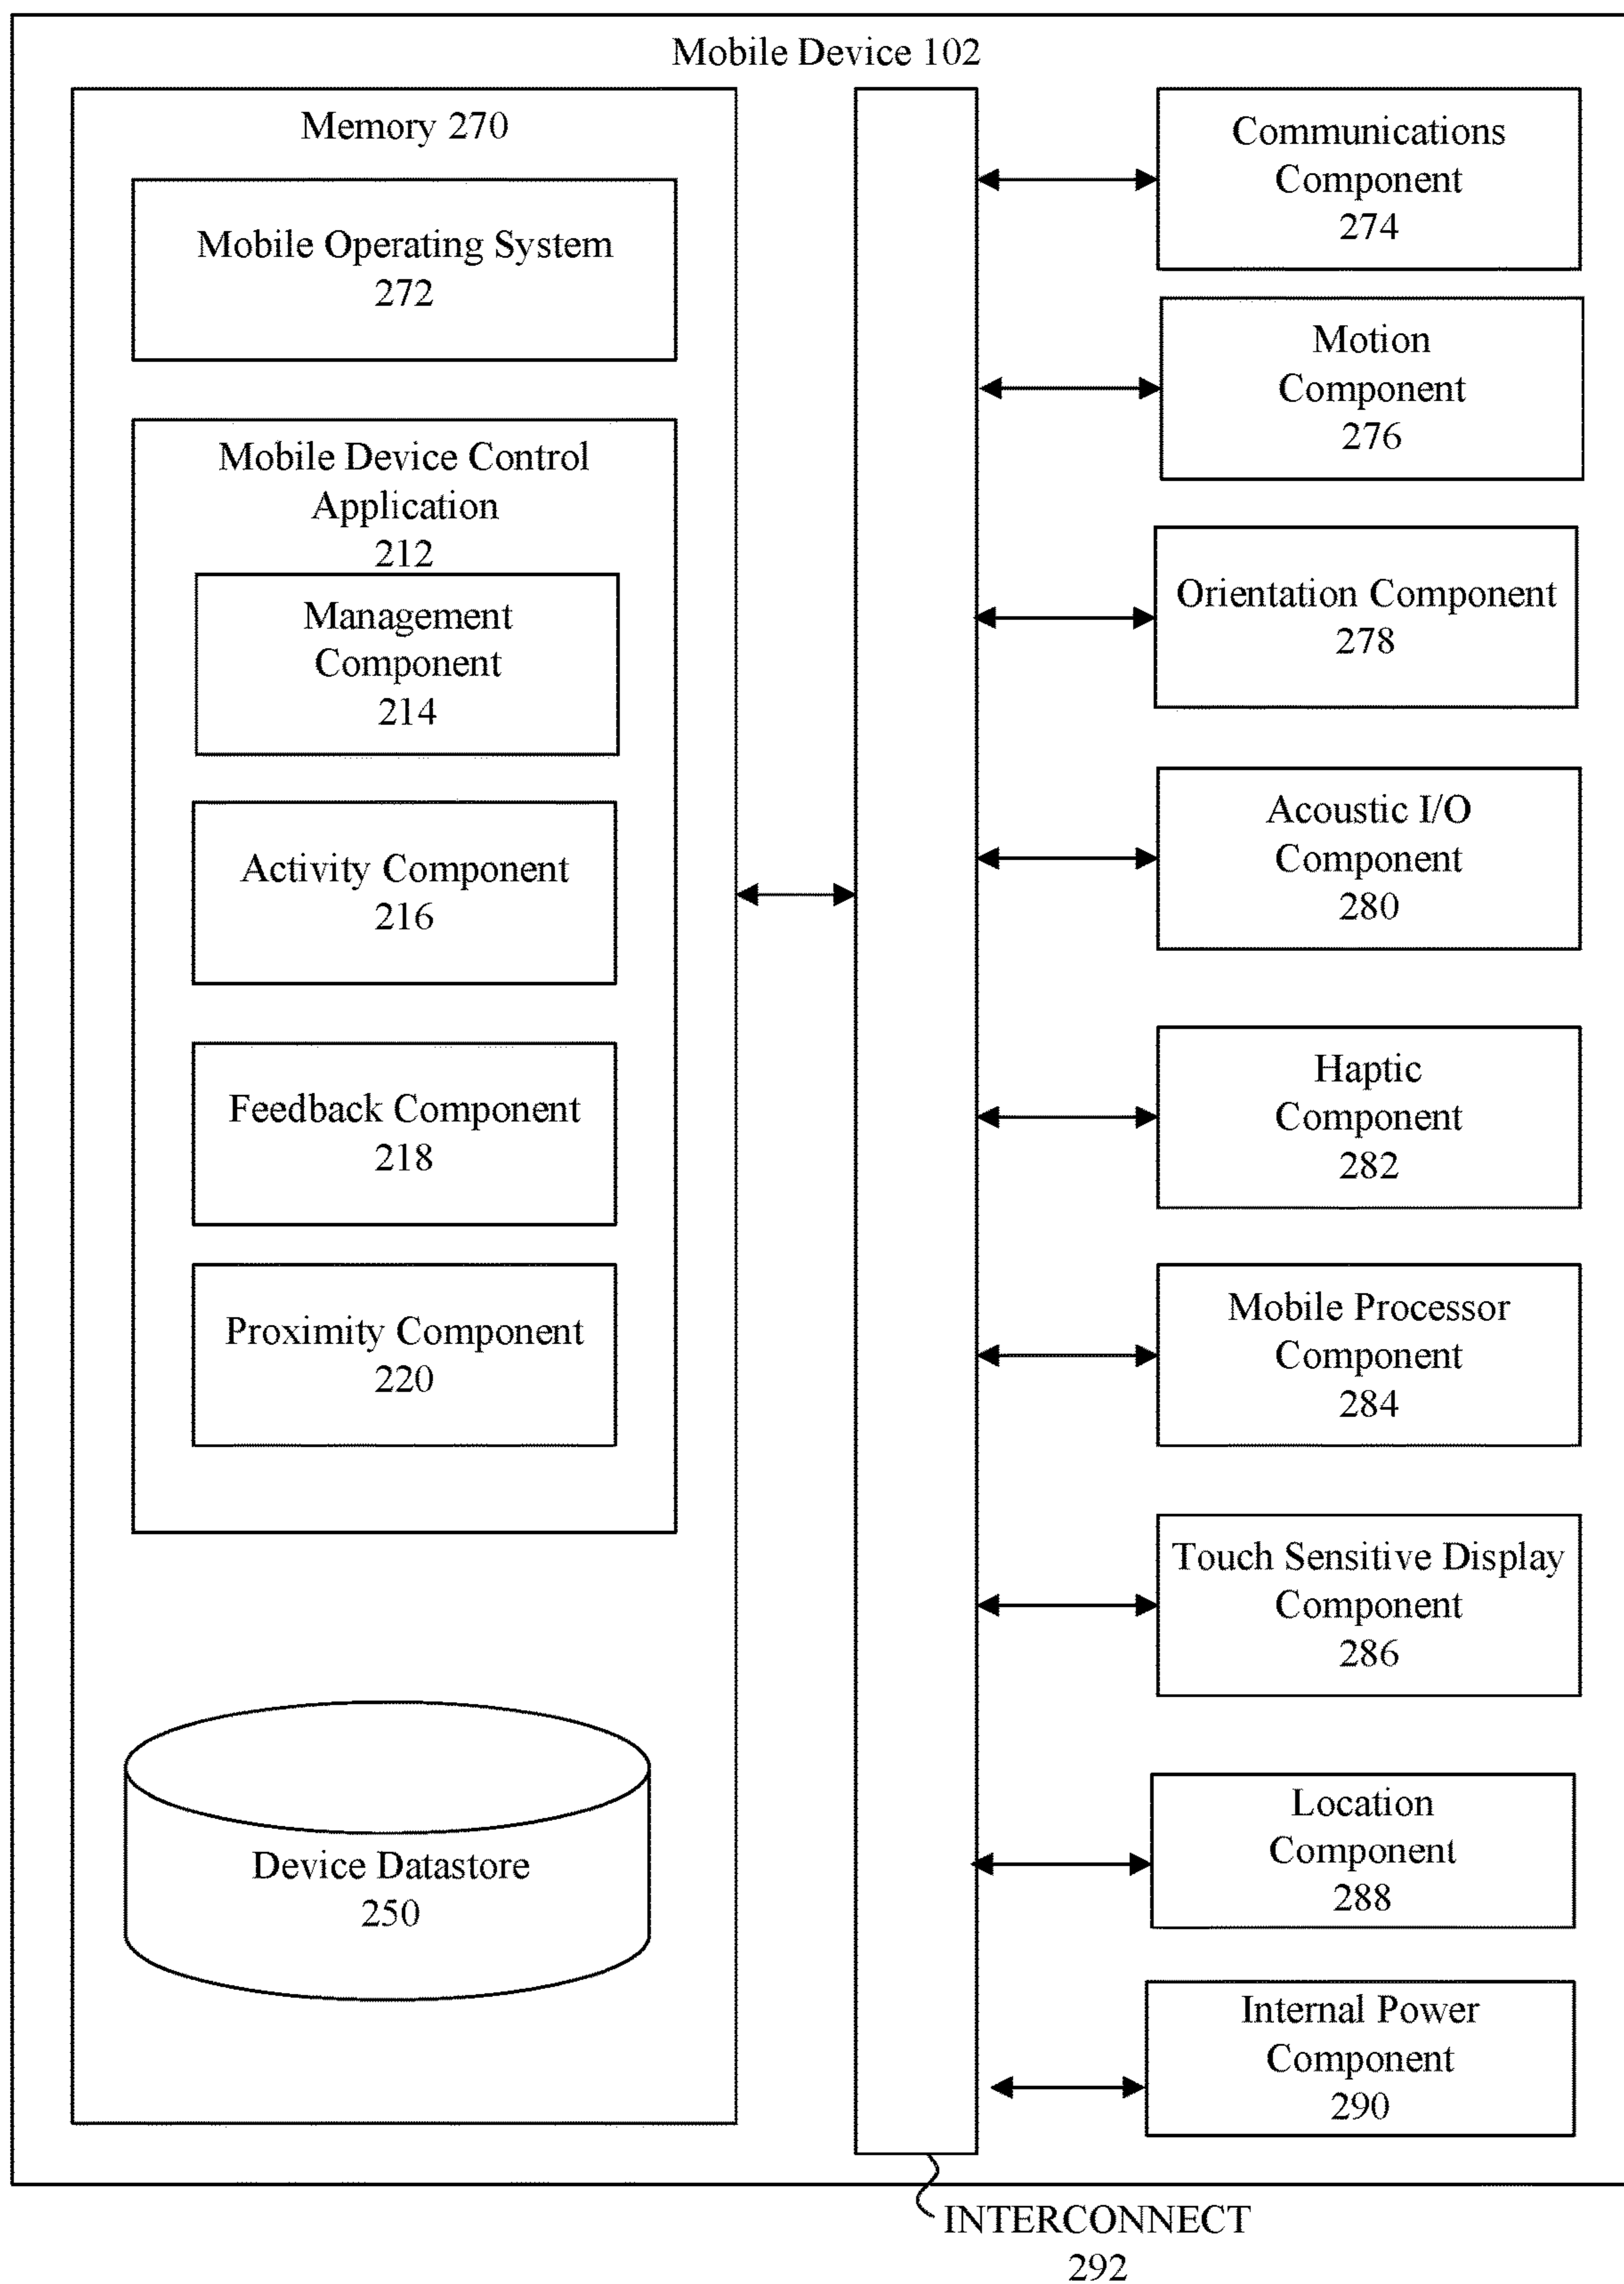 Mobile Device 102
Memory 270
Mobile Operating System
272
Mobile Device Control
Application
212
Management
Component
214
Activity Component
216
Feedback Component
218
Proximity Component
220
Device Datastore
250
Communications
Component
274
Motion
Component
276
Orientation Component
278
Acoustic I/O
Component
280
Haptic
Component
282
Mobile Processor
Component
284
Touch Sensitive Display
Component
286
Location
Component
288
Internal Power
Component
290
INTERCONNECT
292